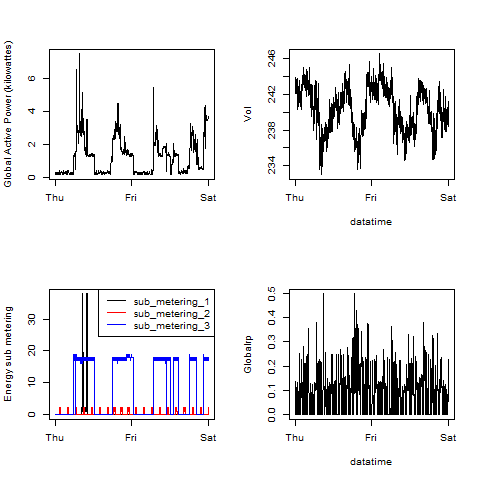 Global Active Power (kilowattes)
0 2 4 6
Thu Fri Sat
Vol
234 238 242 246
Thu Fri Sat
datatime
Energy sub metering
0 10 20 30
sub_metering_1
sub_metering_2
sub_metering_3
Thu Fri Sat
Globalrp
0.0 0.1 0.2 0.3 0.4 0.5
Thu Fri Sat
datatime